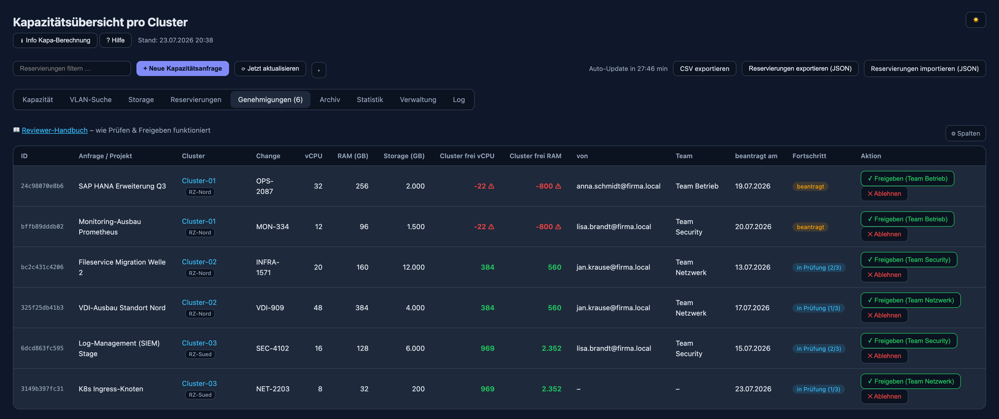 Kapazitätsübersicht pro Cluster
☀
ℹ Info Kapa-Berechnung ? Hilfe Stand: 23.07.2026 20:38
Reservierungen filtern … + Neue Kapazitätsanfrage ⟳ Jetzt aktualisieren ▾ Auto-Update in 27:46 min CSV exportieren Reservierungen exportieren (JSON) Reservierungen importieren (JSON)
Kapazität VLAN-Suche Storage Reservierungen Genehmigungen (6) Archiv Statistik Verwaltung Log
📖 Reviewer-Handbuch – wie Prüfen & Freigeben funktioniert
⚙ Spalten
ID Anfrage / Projekt Cluster Change vCPU RAM (GB) Storage (GB) Cluster frei vCPU Cluster frei RAM von Team beantragt am Fortschritt Aktion
24c98070e8b6 SAP HANA Erweiterung Q3 Cluster-01 RZ-Nord OPS-2087 32 256 2.000 -22 ⚠ -800 ⚠ anna.schmidt@firma.local Team Betrieb 19.07.2026 beantragt ✓ Freigeben (Team Betrieb) ✕ Ablehnen
bffb89dddb02 Monitoring-Ausbau Prometheus Cluster-01 RZ-Nord MON-334 12 96 1.500 -22 ⚠ -800 ⚠ lisa.brandt@firma.local Team Security 20.07.2026 beantragt ✓ Freigeben (Team Betrieb) ✕ Ablehnen
bc2c431c4206 Fileservice Migration Welle 2 Cluster-02 RZ-Nord INFRA-1571 20 160 12.000 384 560 jan.krause@firma.local Team Netzwerk 13.07.2026 in Prüfung (2/3) ✓ Freigeben (Team Security) ✕ Ablehnen
325f25db41b3 VDI-Ausbau Standort Nord Cluster-02 RZ-Nord VDI-909 48 384 4.000 384 560 jan.krause@firma.local Team Netzwerk 17.07.2026 in Prüfung (1/3) ✓ Freigeben (Team Netzwerk) ✕ Ablehnen
6dcd863fc595 Log-Management (SIEM) Stage Cluster-03 RZ-Sued SEC-4102 16 128 6.000 969 2.352 lisa.brandt@firma.local Team Security 15.07.2026 in Prüfung (2/3) ✓ Freigeben (Team Security) ✕ Ablehnen
3149b397fc31 K8s Ingress-Knoten Cluster-03 RZ-Sued NET-2203 8 32 200 969 2.352 – – 23.07.2026 in Prüfung (1/3) ✓ Freigeben (Team Netzwerk) ✕ Ablehnen